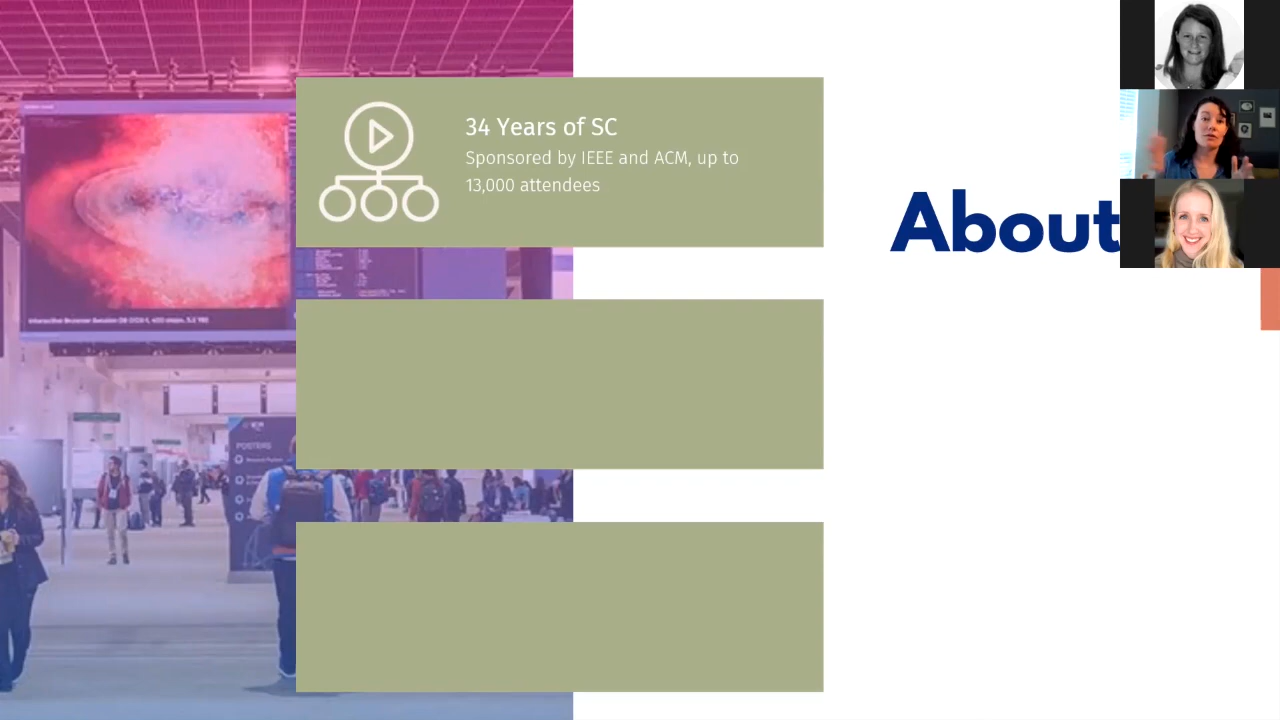 34 Years of SC
Sponsored by IEEE and ACM, up to
13,000 attendees
About
POSTERS